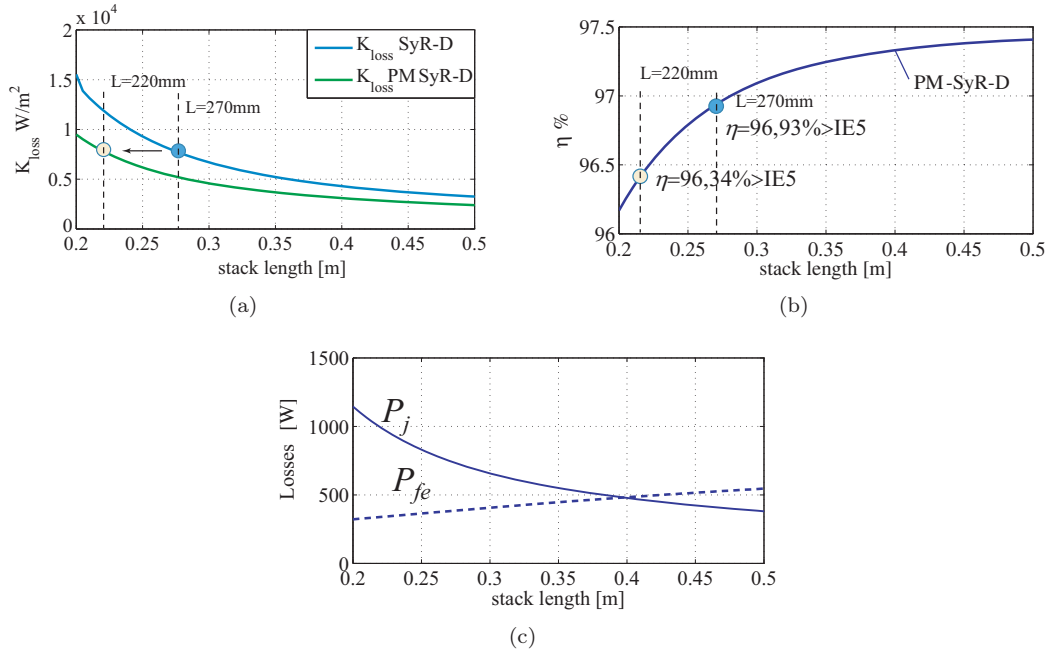 2 x 10⁴
1.5
1
0.5
0
K_loss W/m²
K_loss SyR-D
K_loss PM SyR-D
L=220mm
L=270mm
0.2 0.25 0.3 0.35 0.4 0.45 0.5
stack length [m]
(a)
97.5
97
96.5
96
η %
L=220mm
PM-SyR-D
L=270mm
η=96,93%>IE5
η=96,34%>IE5
0.2 0.25 0.3 0.35 0.4 0.45 0.5
stack length [m]
(b)
1500
1000
500
0
Losses [W]
P_j
P_fe
0.2 0.25 0.3 0.35 0.4 0.45 0.5
stack length [m]
(c)